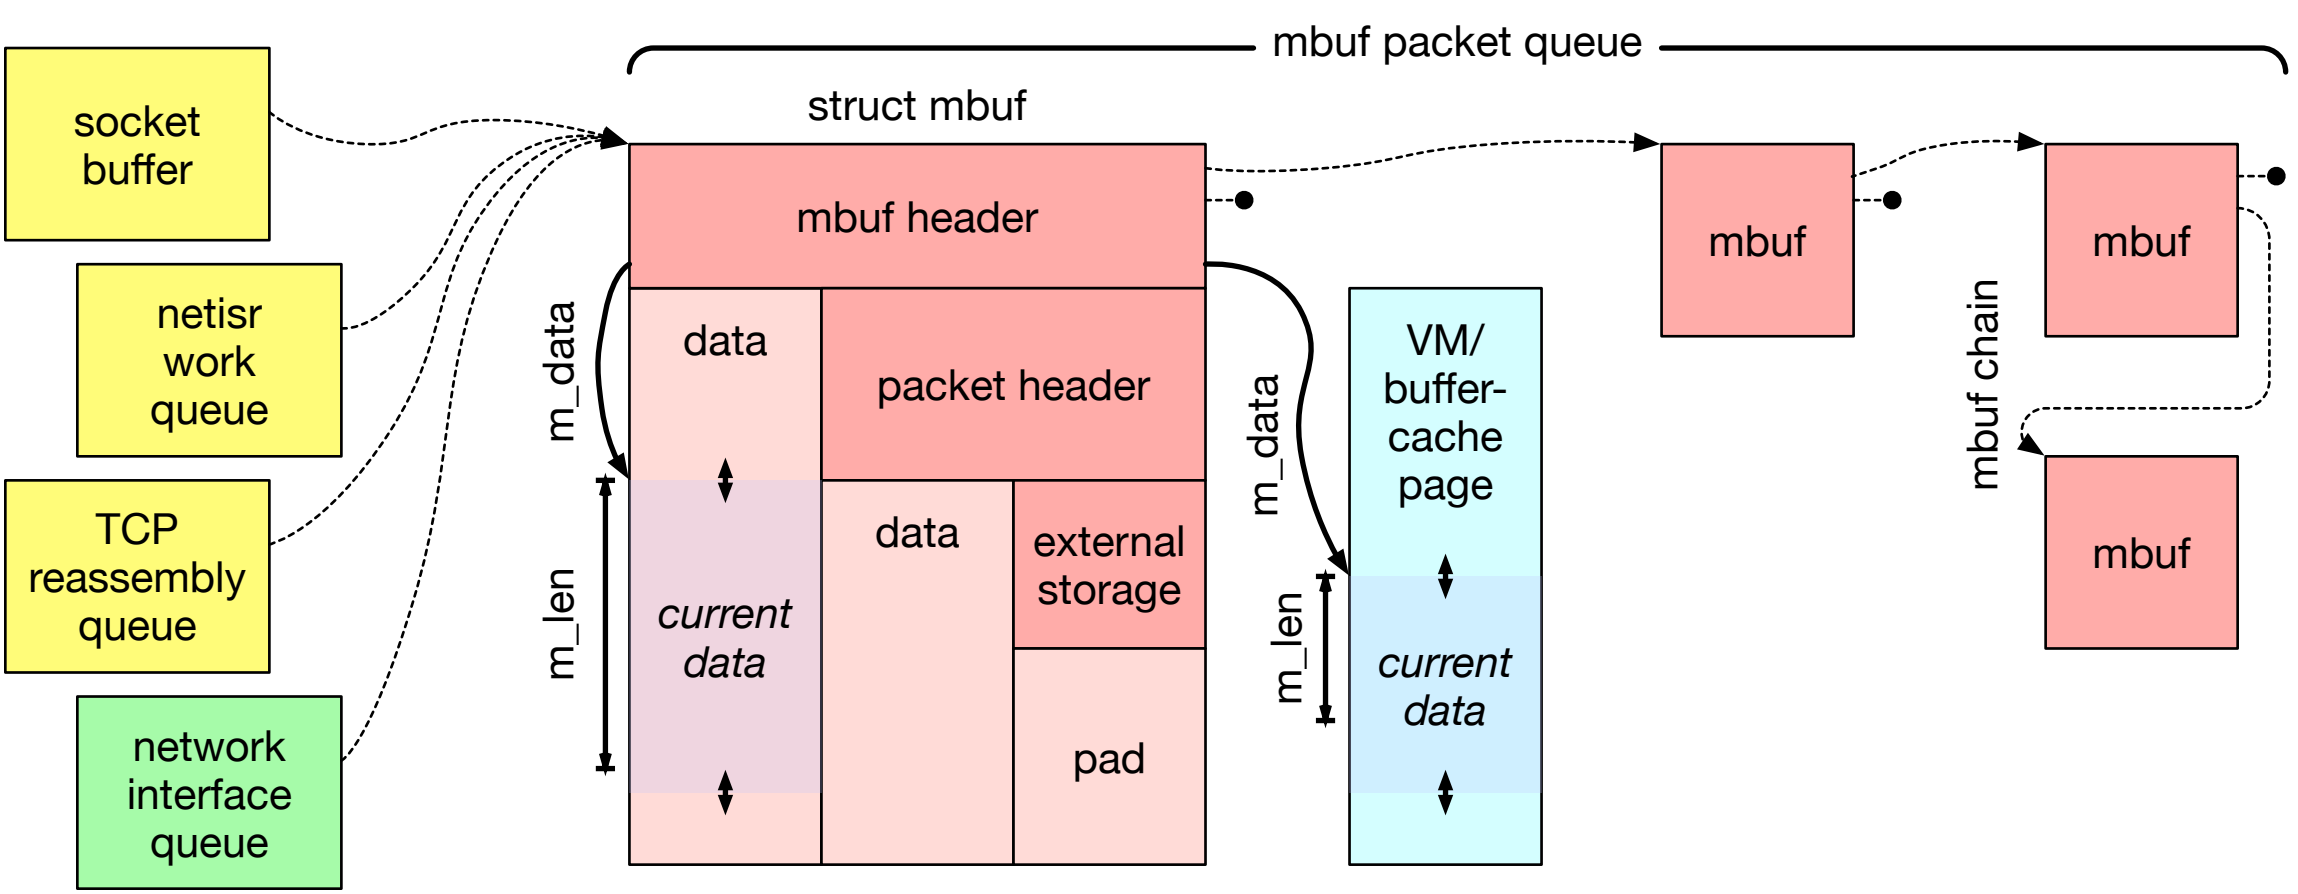 mbuf packet queue
struct mbuf
socket
buffer
netisr
work
queue
TCP
reassembly
queue
network
interface
queue
mbuf header
m_data
m_len
data
current
data
packet header
data
external
storage
pad
m_data
m_len
VM/
buffer-
cache
page
current
data
mbuf
mbuf
mbuf chain
mbuf